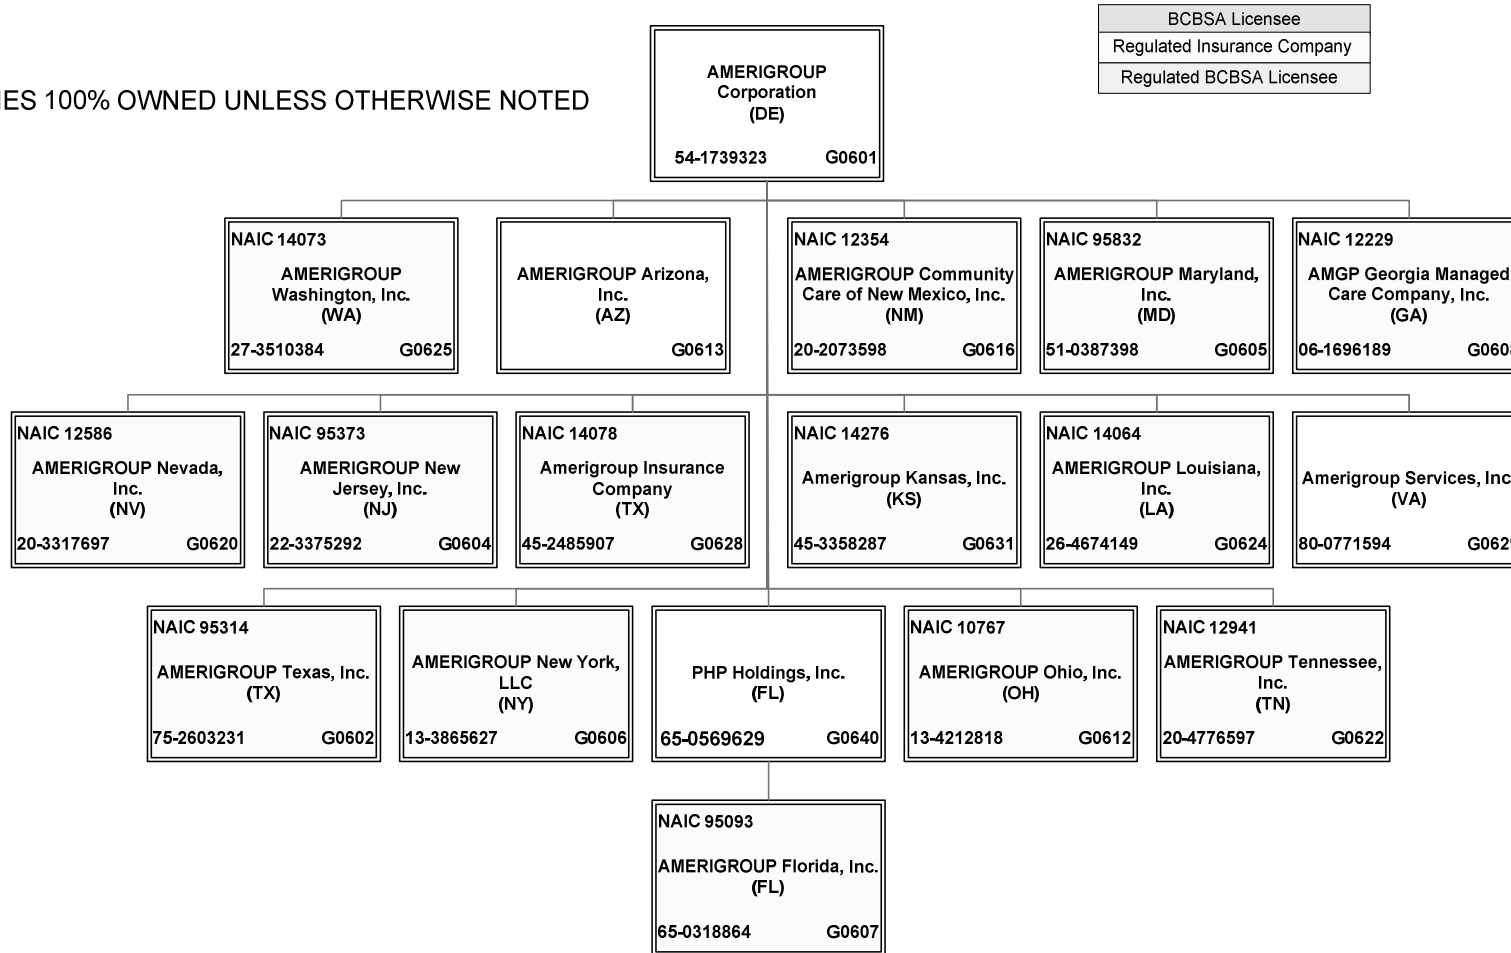 BCBSA Licensee
Regulated Insurance Company
Regulated BCBSA Licensee
IES 100% OWNED UNLESS OTHERWISE NOTED
AMERIGROUP
Corporation
(DE)
54-1739323 G0601
NAIC 14073
AMERIGROUP
Washington, Inc.
(WA)
27-3510384 G0625
AMERIGROUP Arizona,
Inc.
(AZ)
G0613
NAIC 12354
AMERIGROUP Community
Care of New Mexico, Inc.
(NM)
20-2073598 G0616
NAIC 95832
AMERIGROUP Maryland,
Inc.
(MD)
51-0387398 G0605
NAIC 12229
AMGP Georgia Managed
Care Company, Inc.
(GA)
06-1696189 G0608
NAIC 12586
AMERIGROUP Nevada,
Inc.
(NV)
20-3317697 G0620
NAIC 95373
AMERIGROUP New
Jersey, Inc.
(NJ)
22-3375292 G0604
NAIC 14078
Amerigroup Insurance
Company
(TX)
45-2485907 G0628
NAIC 14276
Amerigroup Kansas, Inc.
(KS)
45-3358287 G0631
NAIC 14064
AMERIGROUP Louisiana,
Inc.
(LA)
26-4674149 G0624
Amerigroup Services, Inc
(VA)
80-0771594 G0629
NAIC 95314
AMERIGROUP Texas, Inc.
(TX)
75-2603231 G0602
AMERIGROUP New York,
LLC
(NY)
13-3865627 G0606
PHP Holdings, Inc.
(FL)
65-0569629 G0640
NAIC 10767
AMERIGROUP Ohio, Inc.
(OH)
13-4212818 G0612
NAIC 12941
AMERIGROUP Tennessee,
Inc.
(TN)
20-4776597 G0622
NAIC 95093
AMERIGROUP Florida, Inc.
(FL)
65-0318864 G0607